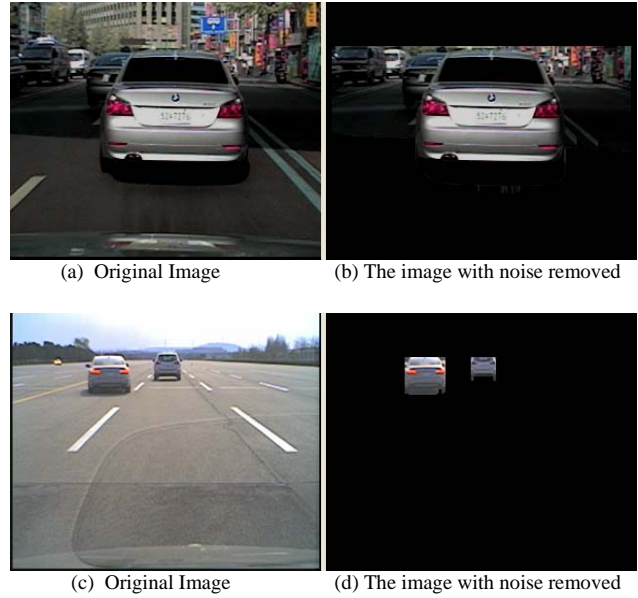 (a) Original Image
(b) The image with noise removed
(c) Original Image
(d) The image with noise removed